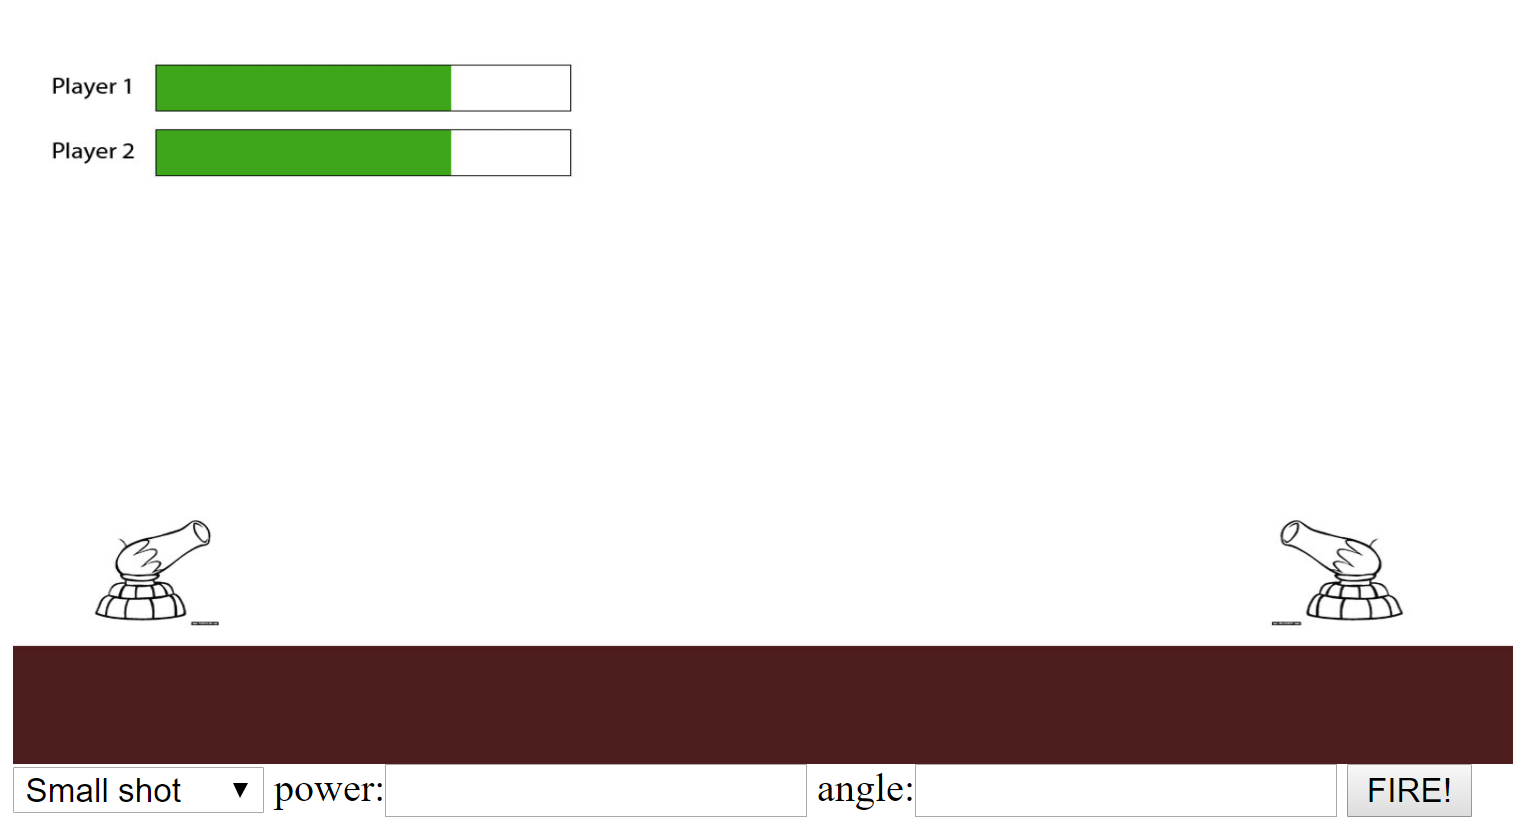 Player 1
Player 2
Small shot ▼ power: angle: FIRE!